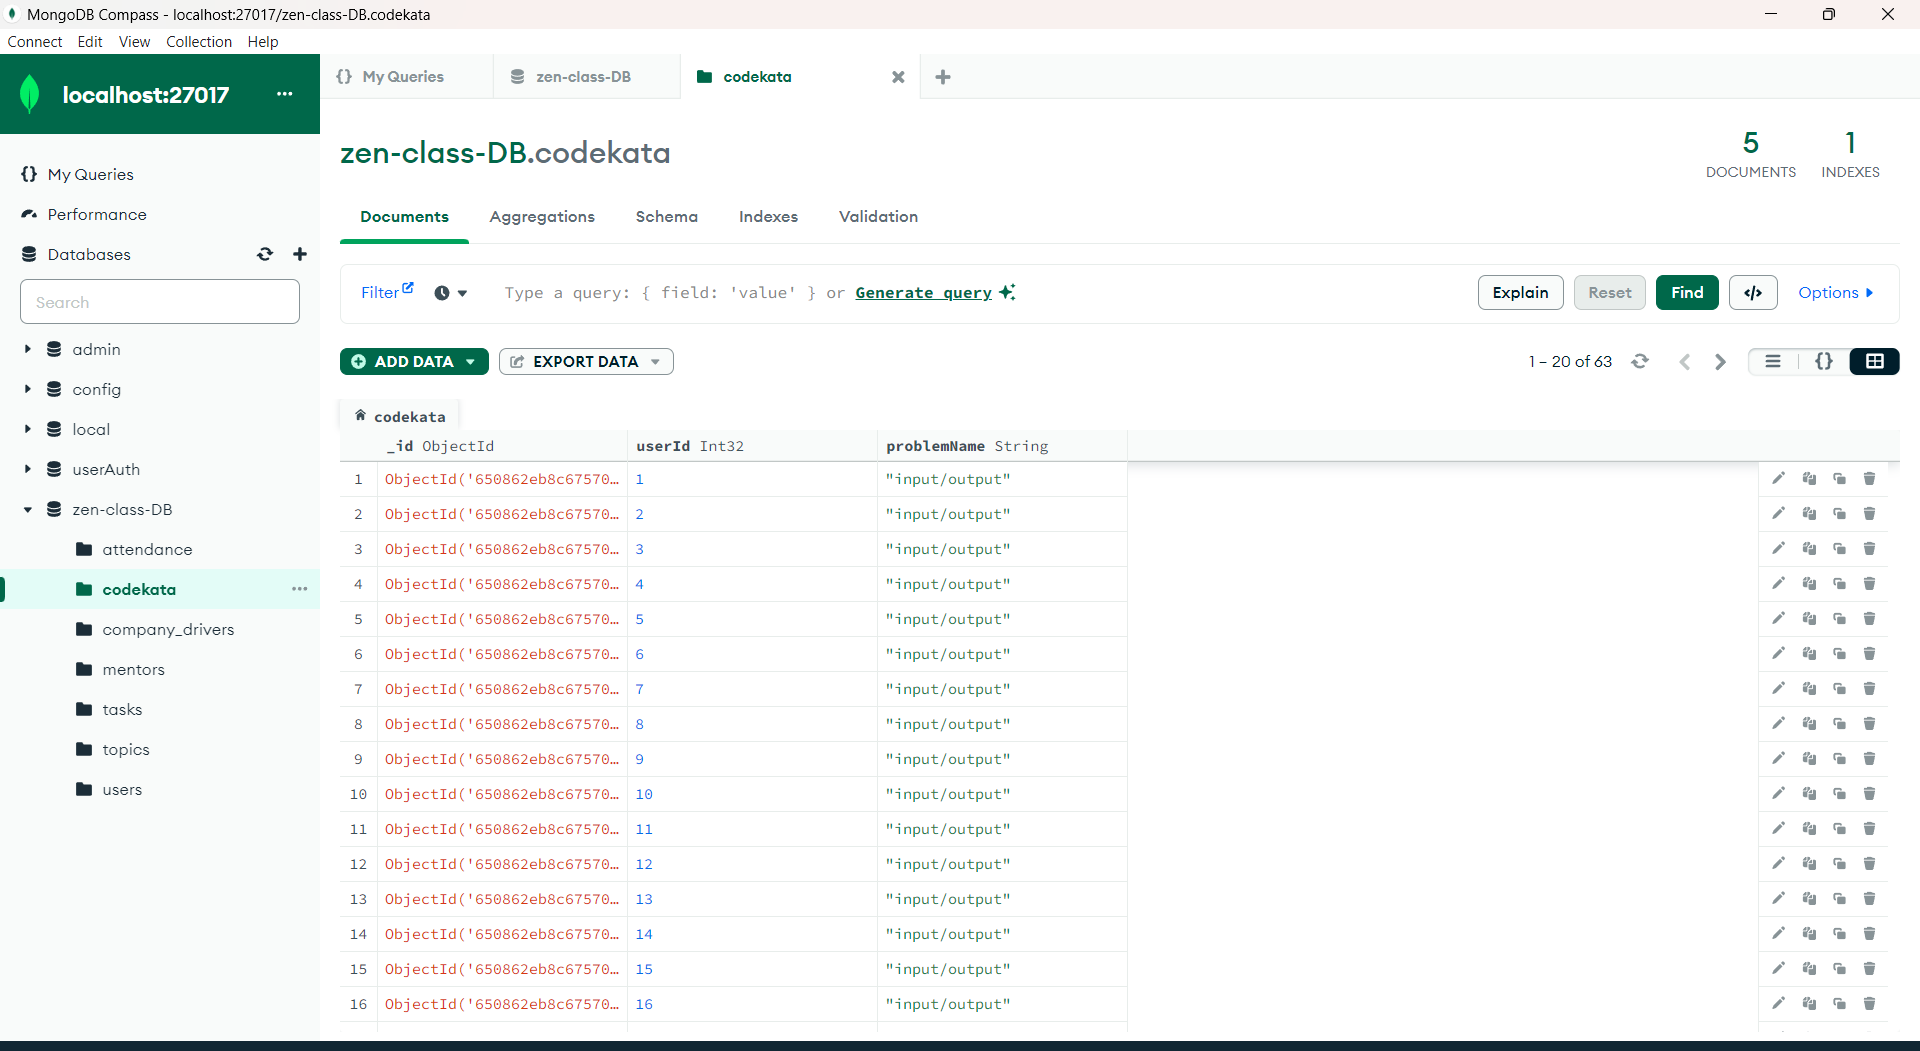 MongoDB Compass - localhost:27017/zen-class-DB.codekata
Connect Edit View Collection Help
localhost:27017 ...
My Queries
Performance
Databases
Search
admin
config
local
userAuth
zen-class-DB
attendance
codekata ...
company_drivers
mentors
tasks
topics
users
{} My Queries zen-class-DB codekata
zen-class-DB.codekata
5 DOCUMENTS
1 INDEXES
Documents Aggregations Schema Indexes Validation
Filter Type a query: { field: 'value' } or Generate query Explain Reset Find </> Options
ADD DATA EXPORT DATA 1 – 20 of 63 {}
codekata
_id ObjectId userId Int32 problemName String
1 ObjectId('650862eb8c67570… 1 "input/output"
2 ObjectId('650862eb8c67570… 2 "input/output"
3 ObjectId('650862eb8c67570… 3 "input/output"
4 ObjectId('650862eb8c67570… 4 "input/output"
5 ObjectId('650862eb8c67570… 5 "input/output"
6 ObjectId('650862eb8c67570… 6 "input/output"
7 ObjectId('650862eb8c67570… 7 "input/output"
8 ObjectId('650862eb8c67570… 8 "input/output"
9 ObjectId('650862eb8c67570… 9 "input/output"
10 ObjectId('650862eb8c67570… 10 "input/output"
11 ObjectId('650862eb8c67570… 11 "input/output"
12 ObjectId('650862eb8c67570… 12 "input/output"
13 ObjectId('650862eb8c67570… 13 "input/output"
14 ObjectId('650862eb8c67570… 14 "input/output"
15 ObjectId('650862eb8c67570… 15 "input/output"
16 ObjectId('650862eb8c67570… 16 "input/output"